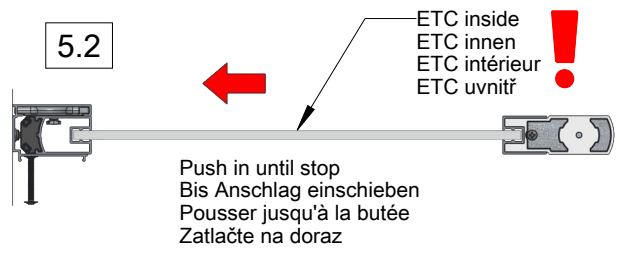 5.2
ETC inside
ETC innen
ETC intérieur
ETC uvnitř
Push in until stop
Bis Anschlag einschieben
Pousser jusqu'à la butée
Zatlačte na doraz